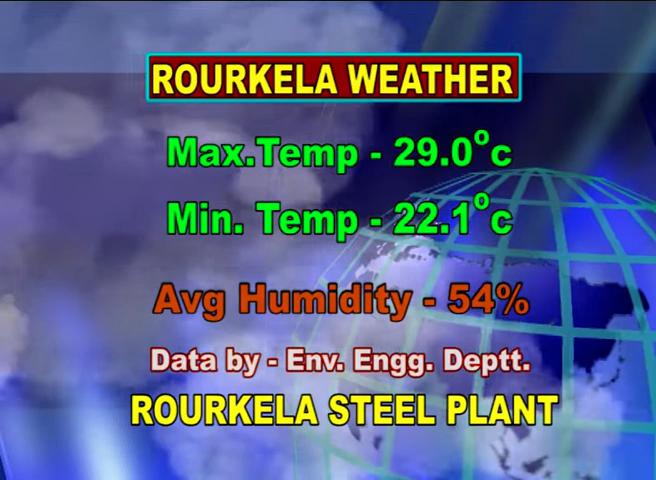 ROURKELA WEATHER
Max.Temp - 29.0°c
Min. Temp - 22.1°c
Avg Humidity - 54%
Data by - Env. Engg. Deptt.
ROURKELA STEEL PLANT